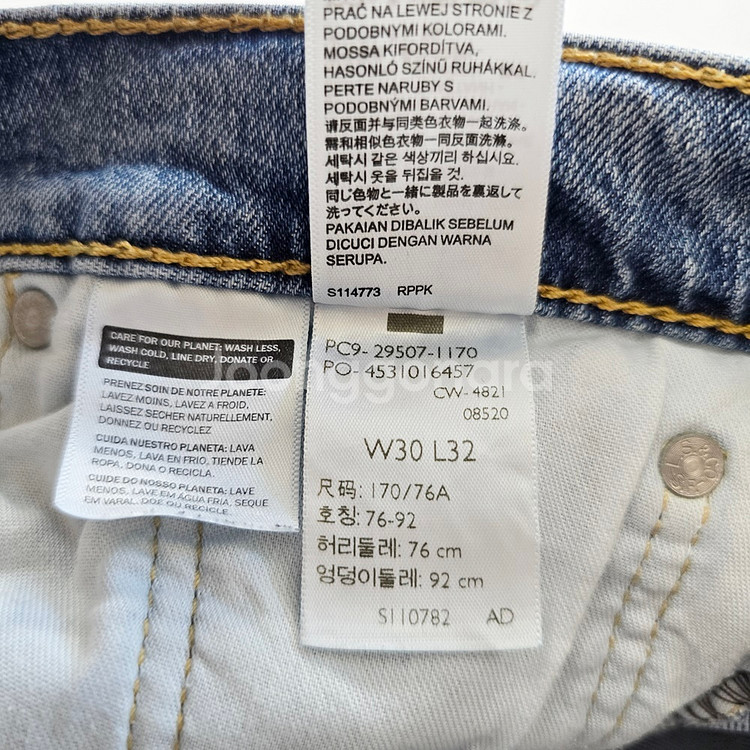 PRAĆ NA LEWEJ STRONIE Z
PODOBNYMI KOLORAMI.
MOSSA KIFORDÍTVA,
HASONLÓ SZÍNŰ RUHÁKKAL.
PERTE NARUBY S
PODOBNÝMI BARVAMI.
请反面并与同类色衣物一起洗涤。
需和相似色衣物一同反面洗滌。
세탁시 같은 색상끼리 하십시요.
세탁시 옷을 뒤집을 것.
同じ色物と一緒に製品を裏返して
洗ってください。
PAKAIAN DIBALIK SEBELUM
DICUCI DENGAN WARNA
SERUPA.
S114773 RPPK
CARE FOR OUR PLANET: WASH LESS,
WASH COLD, LINE DRY, DONATE OR
RECYCLE
PRENEZ SOIN DE NOTRE PLANETE:
LAVEZ MOINS, LAVEZ A FROID,
LAISSEZ SECHER NATURELLEMENT,
DONNEZ OU RECYCLEZ
CUIDA NUESTRO PLANETA: LAVA
MENOS, LAVA EN FRIO, TIENDE LA
ROPA, DONA O RECICLA.
CUIDE DO NOSSO PLANETA: LAVE
MENOS, LAVE EM ÁGUA FRIA, SEQUE
EM VARAL, DOE OU RECICLE.
PC9- 29507-1170
PO- 4531016457
CW- 4821
08520
W30 L32
尺码: 170/76A
호칭: 76-92
허리둘레: 76 cm
엉덩이둘레: 92 cm
S110782 AD
Joonggonara